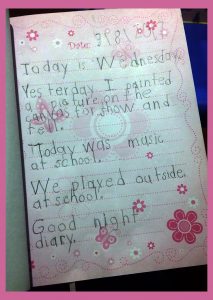 Date:
Today is Wednesday.
Yesterday I painted
a picture on the
canvas for show and
tell.
Today was music
at school.
We played outside.
at school.
Good night
diary.